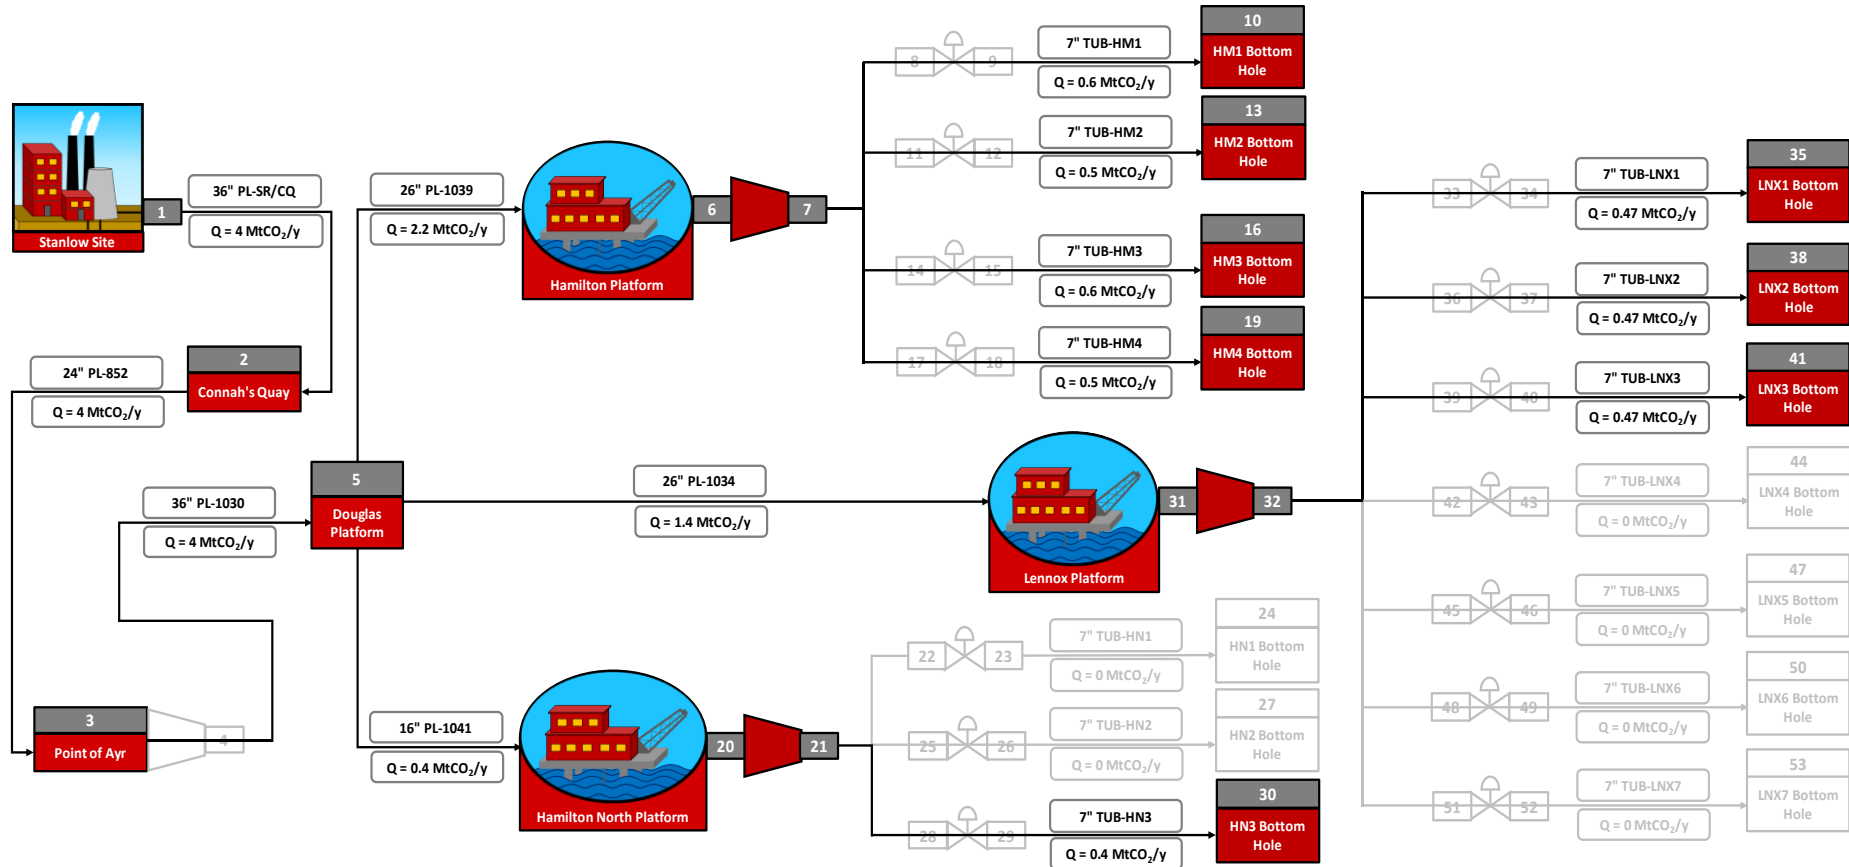 1
36" PL-SR/CQ
Q = 4 MtCO₂/y
Stanlow Site
2
Connah's Quay
24" PL-852
Q = 4 MtCO₂/y
3
Point of Ayr
4
36" PL-1030
Q = 4 MtCO₂/y
5
Douglas
Platform
26" PL-1039
Q = 2.2 MtCO₂/y
Hamilton Platform
6
7
8
9
7" TUB-HM1
Q = 0.6 MtCO₂/y
10
HM1 Bottom
Hole
11
12
7" TUB-HM2
Q = 0.5 MtCO₂/y
13
HM2 Bottom
Hole
14
15
7" TUB-HM3
Q = 0.6 MtCO₂/y
16
HM3 Bottom
Hole
17
18
7" TUB-HM4
Q = 0.5 MtCO₂/y
19
HM4 Bottom
Hole
26" PL-1034
Q = 1.4 MtCO₂/y
Lennox Platform
31
32
33
34
7" TUB-LNX1
Q = 0.47 MtCO₂/y
35
LNX1 Bottom
Hole
36
37
7" TUB-LNX2
Q = 0.47 MtCO₂/y
38
LNX2 Bottom
Hole
39
40
7" TUB-LNX3
Q = 0.47 MtCO₂/y
41
LNX3 Bottom
Hole
42
43
7" TUB-LNX4
Q = 0 MtCO₂/y
44
LNX4 Bottom
Hole
45
46
7" TUB-LNX5
Q = 0 MtCO₂/y
47
LNX5 Bottom
Hole
48
49
7" TUB-LNX6
Q = 0 MtCO₂/y
50
LNX6 Bottom
Hole
51
52
7" TUB-LNX7
Q = 0 MtCO₂/y
53
LNX7 Bottom
Hole
16" PL-1041
Q = 0.4 MtCO₂/y
Hamilton North Platform
20
21
22
23
7" TUB-HN1
Q = 0 MtCO₂/y
24
HN1 Bottom
Hole
25
26
7" TUB-HN2
Q = 0 MtCO₂/y
27
HN2 Bottom
Hole
28
29
7" TUB-HN3
Q = 0.4 MtCO₂/y
30
HN3 Bottom
Hole